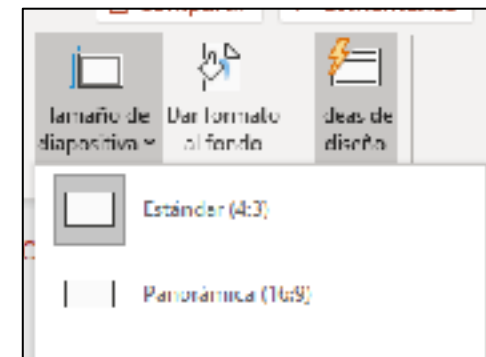 Tamaño de
diapositiva
Dar formato
al fondo
Ideas de
diseño
Estándar (4:3)
Panorámica (16:9)